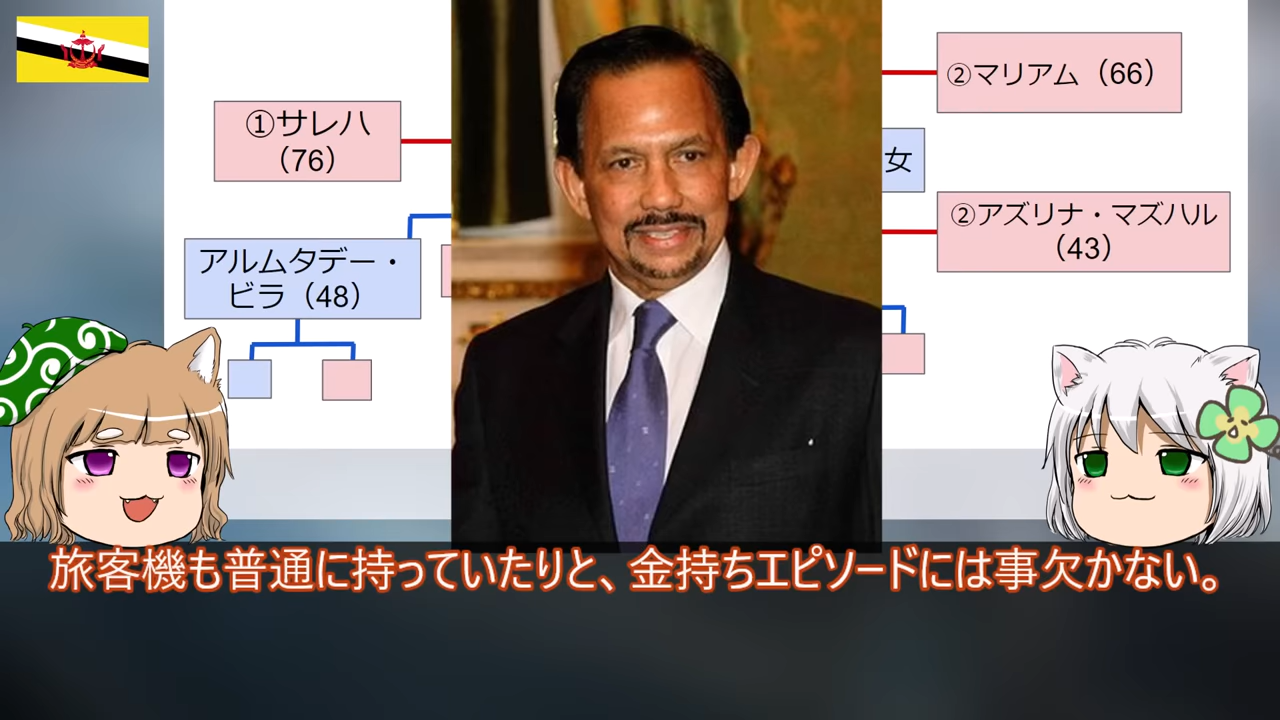 ①サレハ
（76）
アルムタデー・
ビラ（48）
②マリアム（66）
女
②アズリナ・マズハル
（43）
旅客機も普通に持っていたりと、金持ちエピソードには事欠かない。